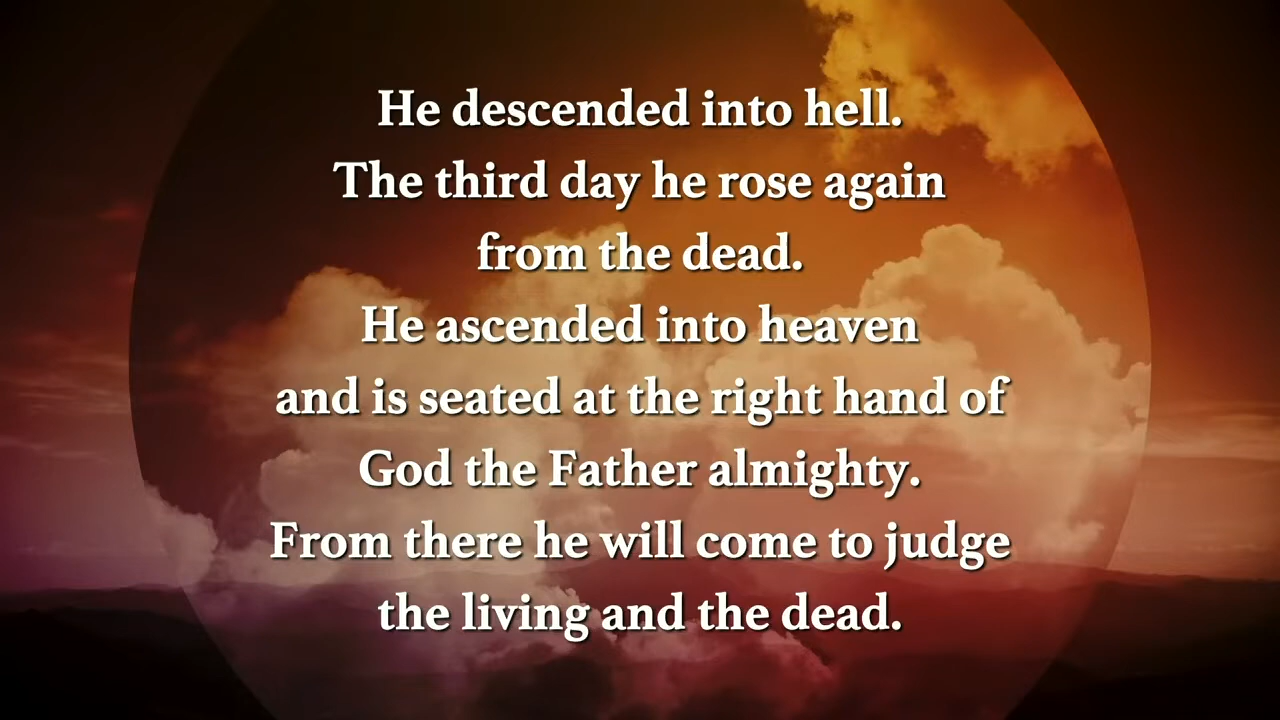 He descended into hell.
The third day he rose again
from the dead.
He ascended into heaven
and is seated at the right hand of
God the Father almighty.
From there he will come to judge
the living and the dead.